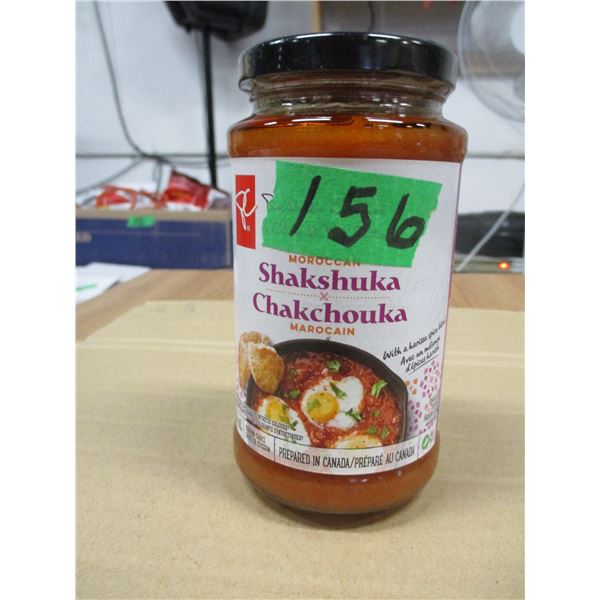 PC
156
MOROCCAN
Shakshuka
Chakchouka
MAROCAIN
With a harissa spice blend
Avec un mélange
d'épices harissa
PREPARED IN CANADA/PRÉPARÉ AU CANADA